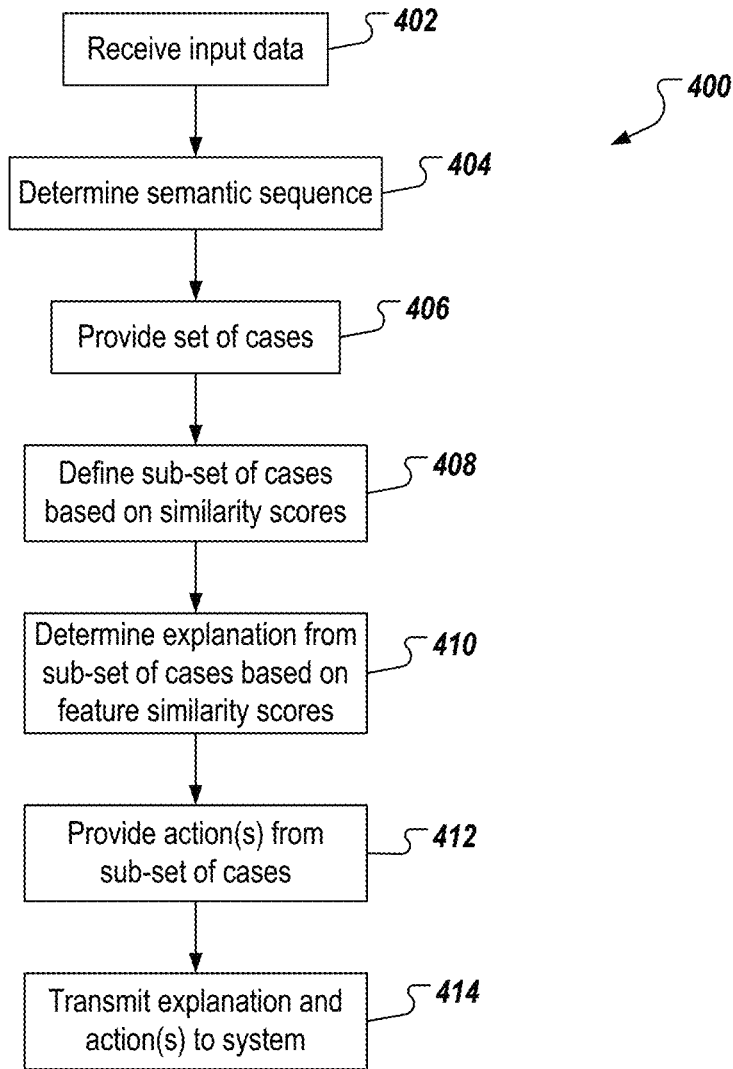 Receive input data
402
400
Determine semantic sequence
404
Provide set of cases
406
Define sub-set of cases
based on similarity scores
408
Determine explanation from
sub-set of cases based on
feature similarity scores
410
Provide action(s) from
sub-set of cases
412
Transmit explanation and
action(s) to system
414